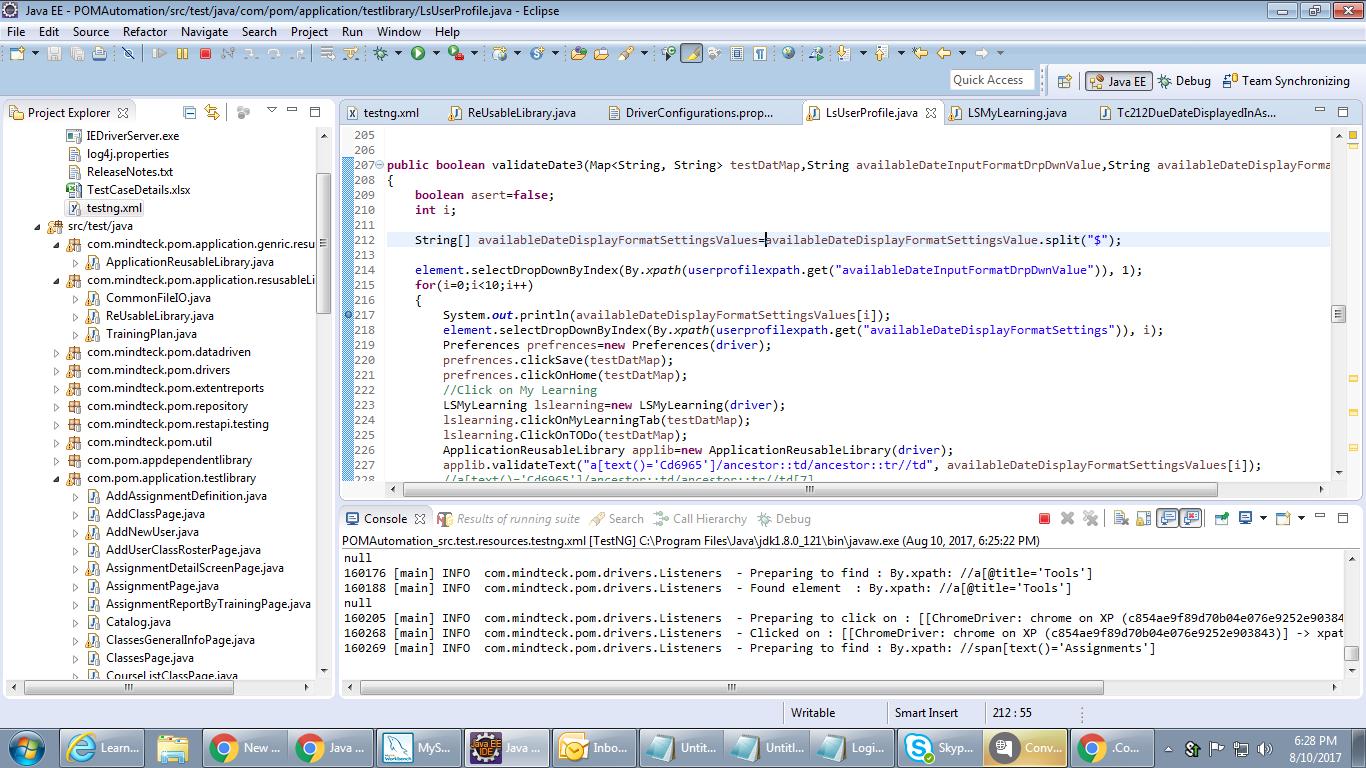 Java EE - POMAutomation/src/test/java/com/pom/application/testlibrary/LsUserProfile.java - Eclipse
File Edit Source Refactor Navigate Search Project Run Window Help
Quick Access
Java EE
Debug
Team Synchronizing
Project Explorer
IEDriverServer.exe
log4j.properties
ReleaseNotes.txt
TestCaseDetails.xlsx
testng.xml
src/test/java
com.mindteck.pom.application.genric.resu
ApplicationReusableLibrary.java
com.mindteck.pom.application.resusableLi
CommonFileIO.java
ReUsableLibrary.java
TrainingPlan.java
com.mindteck.pom.datadriven
com.mindteck.pom.drivers
com.mindteck.pom.extentreports
com.mindteck.pom.repository
com.mindteck.pom.restapi.testing
com.mindteck.pom.util
com.pom.appdependentlibrary
com.pom.application.testlibrary
AddAssignmentDefinition.java
AddClassPage.java
AddNewUser.java
AddUserClassRosterPage.java
AssignmentDetailScreenPage.java
AssignmentPage.java
AssignmentReportByTrainingPage.java
Catalog.java
ClassesGeneralInfoPage.java
ClassesPage.java
CourseListClassPage.java
testng.xml
ReUsableLibrary.java
DriverConfigurations.prop...
LsUserProfile.java
LSMyLearning.java
Tc212DueDateDisplayedInAs...
205
206
207 public boolean validateDate3(Map<String, String> testDatMap,String availableDateInputFormatDrpDwnValue,String availableDateDisplayForma
208 {
209 boolean asert=false;
210 int i;
211
212 String[] availableDateDisplayFormatSettingsValues=availableDateDisplayFormatSettingsValue.split("$");
213
214 element.selectDropDownByIndex(By.xpath(userprofilexpath.get("availableDateInputFormatDrpDwnValue")), 1);
215 for(i=0;i<10;i++)
216 {
217 System.out.println(availableDateDisplayFormatSettingsValues[i]);
218 element.selectDropDownByIndex(By.xpath(userprofilexpath.get("availableDateDisplayFormatSettings")), i);
219 Preferences prefrences=new Preferences(driver);
220 prefrences.clickSave(testDatMap);
221 prefrences.clickOnHome(testDatMap);
222 //Click on My Learning
223 LSMyLearning lslearning=new LSMyLearning(driver);
224 lslearning.ClickOnMyLearningTab(testDatMap);
225 lslearning.ClickOnTODo(testDatMap);
226 ApplicationReusableLibrary applib=new ApplicationReusableLibrary(driver);
227 applib.validateText("a[text()='Cd6965']/ancestor::td/ancestor::tr//td", availableDateDisplayFormatSettingsValues[i]);
228 //a[text()='Cd6965']/ancestor::td/ancestor::tr//td[7]
Console
Results of running suite
Search
Call Hierarchy
Debug
POMAutomation_src.test.resources.testng.xml [TestNG] C:\Program Files\Java\jdk1.8.0_121\bin\javaw.exe (Aug 10, 2017, 6:25:22 PM)
null
160176 [main] INFO com.mindteck.pom.drivers.Listeners - Preparing to find : By.xpath: //a[@title='Tools']
160188 [main] INFO com.mindteck.pom.drivers.Listeners - Found element : By.xpath: //a[@title='Tools']
null
160205 [main] INFO com.mindteck.pom.drivers.Listeners - Preparing to click on : [[ChromeDriver: chrome on XP (c854ae9f89d70b04e076e9252e90384
160268 [main] INFO com.mindteck.pom.drivers.Listeners - Clicked on : [[ChromeDriver: chrome on XP (c854ae9f89d70b04e076e9252e903843)] -> xpat
160269 [main] INFO com.mindteck.pom.drivers.Listeners - Preparing to find : By.xpath: //span[text()='Assignments']
Writable
Smart Insert
212 : 55
Learn...
New ...
Java ...
MyS...
Java ...
Inbo...
Untit...
Untitl...
Logi...
Skyp...
Conv...
.Co...
6:28 PM
8/10/2017